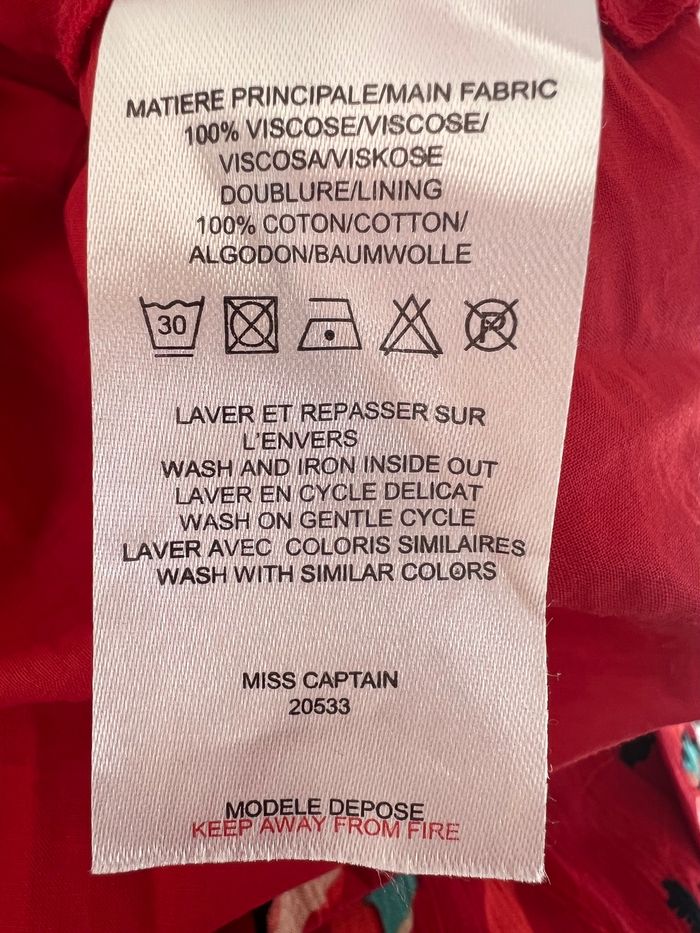 MATIERE PRINCIPALE/MAIN FABRIC
100% VISCOSE/VISCOSE/
VISCOSA/VISKOSE
DOUBLURE/LINING
100% COTON/COTTON/
ALGODON/BAUMWOLLE
30 P
LAVER ET REPASSER SUR
L'ENVERS
WASH AND IRON INSIDE OUT
LAVER EN CYCLE DELICAT
WASH ON GENTLE CYCLE
LAVER AVEC COLORIS SIMILAIRES
WASH WITH SIMILAR COLORS
MISS CAPTAIN
20533
MODELE DEPOSE
KEEP AWAY FROM FIRE